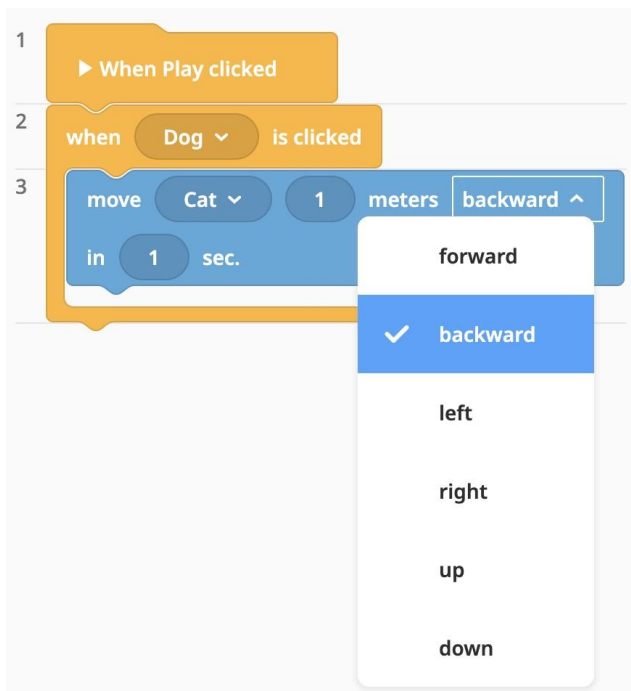 1
When Play clicked
2
when Dog is clicked
3
move Cat 1 meters backward
in 1 sec.
forward
backward
left
right
up
down